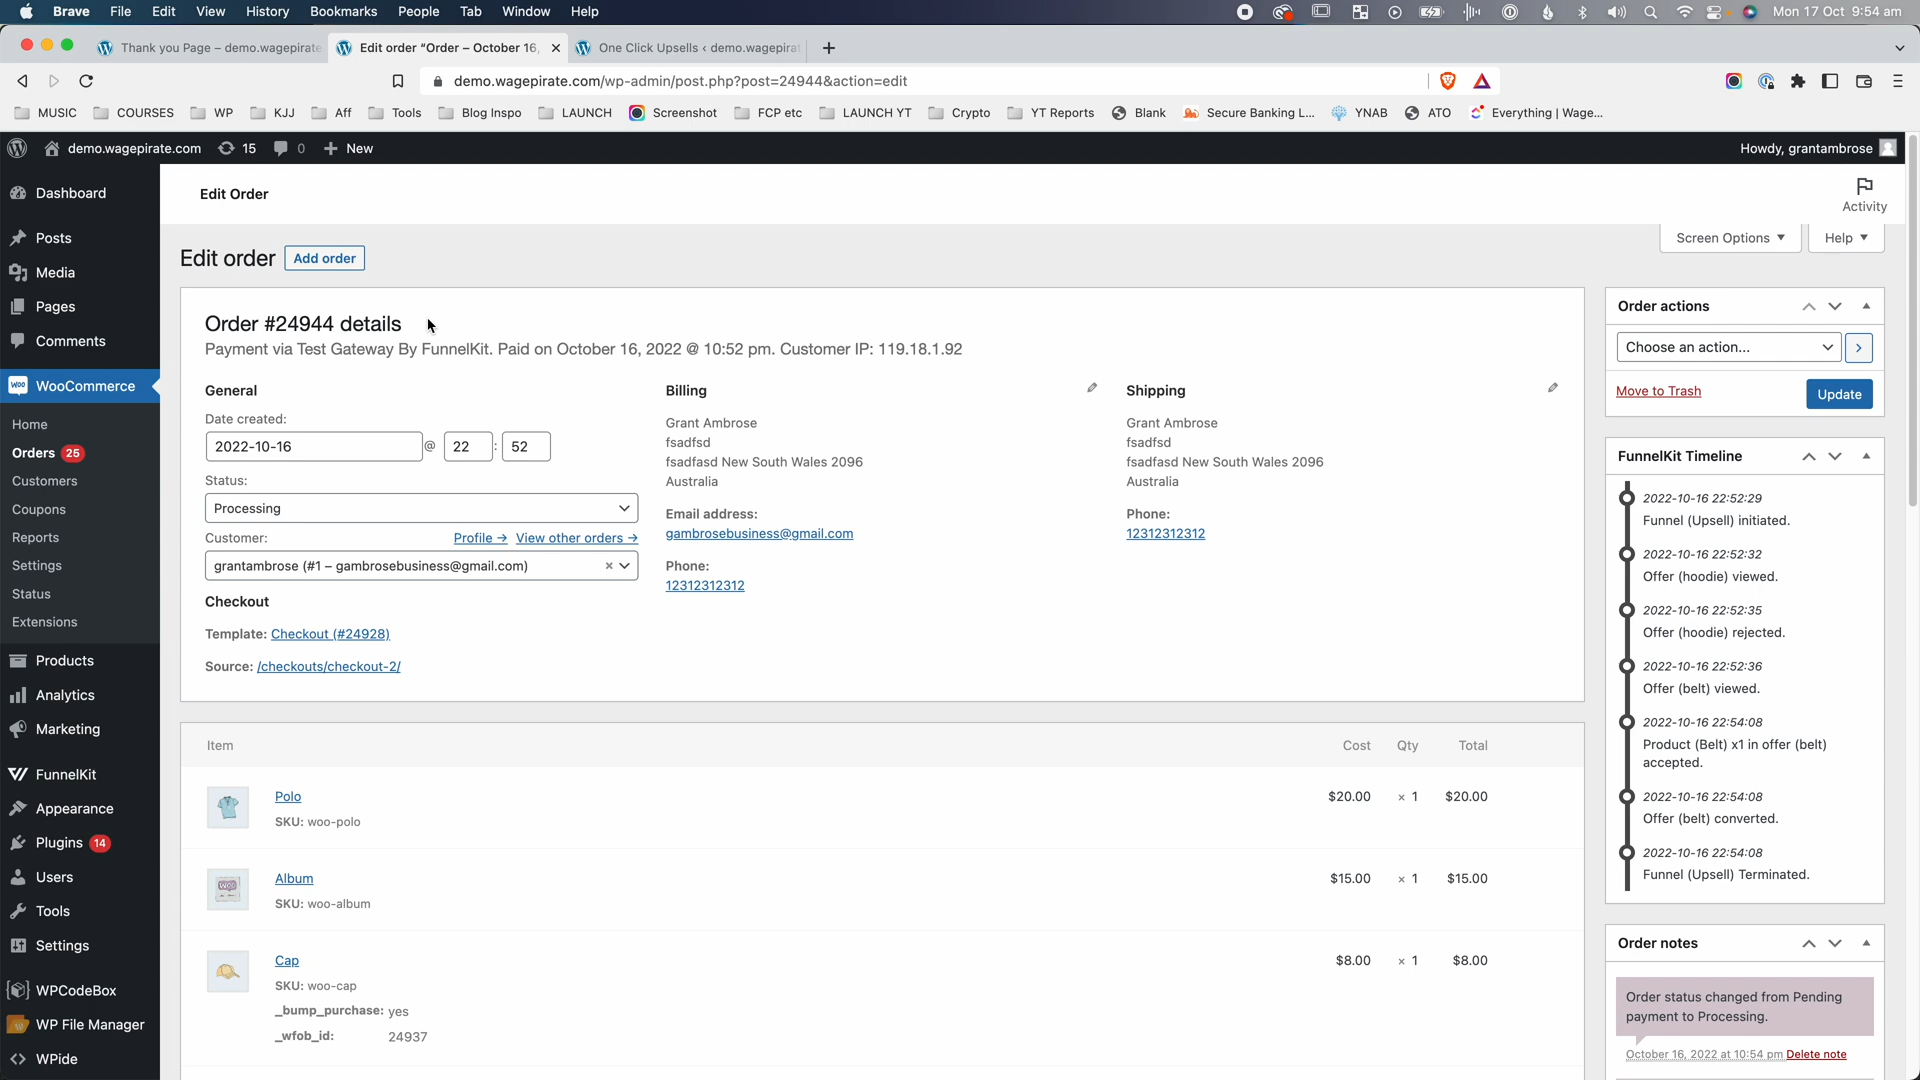 Brave File Edit View History Bookmarks People Tab Window Help Mon 17 Oct 9:54 am
Thank you Page – demo.wagepirate Edit order "Order – October 16, One Click Upsells ‹ demo.wagepirat
demo.wagepirate.com/wp-admin/post.php?post=24944&action=edit
MUSIC COURSES WP KJJ Aff Tools Blog Inspo LAUNCH Screenshot FCP etc LAUNCH YT Crypto YT Reports Blank Secure Banking L... YNAB ATO Everything | Wage...
demo.wagepirate.com 15 0 New Howdy, grantambrose
Dashboard
Posts
Media
Pages
Comments
WooCommerce
Home
Orders 25
Customers
Coupons
Reports
Settings
Status
Extensions
Products
Analytics
Marketing
FunnelKit
Appearance
Plugins 14
Users
Tools
Settings
WPCodeBox
WP File Manager
WPide
Edit Order
Activity
Screen Options Help
Edit order Add order
Order #24944 details
Payment via Test Gateway By FunnelKit. Paid on October 16, 2022 @ 10:52 pm. Customer IP: 119.18.1.92
General
Date created:
2022-10-16 @ 22 : 52
Status:
Processing
Customer: Profile → View other orders →
grantambrose (#1 – gambrosebusiness@gmail.com) ×
Checkout
Template: Checkout (#24928)
Source: /checkouts/checkout-2/
Billing
Grant Ambrose
fsadfsd
fsadfasd New South Wales 2096
Australia
Email address:
gambrosebusiness@gmail.com
Phone:
12312312312
Shipping
Grant Ambrose
fsadfsd
fsadfasd New South Wales 2096
Australia
Phone:
12312312312
Item Cost Qty Total
Polo $20.00 × 1 $20.00
SKU: woo-polo
Album $15.00 × 1 $15.00
SKU: woo-album
Cap $8.00 × 1 $8.00
SKU: woo-cap
_bump_purchase: yes
_wfob_id: 24937
Order actions
Choose an action...
Move to Trash Update
FunnelKit Timeline
2022-10-16 22:52:29
Funnel (Upsell) initiated.
2022-10-16 22:52:32
Offer (hoodie) viewed.
2022-10-16 22:52:35
Offer (hoodie) rejected.
2022-10-16 22:52:36
Offer (belt) viewed.
2022-10-16 22:54:08
Product (Belt) x1 in offer (belt)
accepted.
2022-10-16 22:54:08
Offer (belt) converted.
2022-10-16 22:54:08
Funnel (Upsell) Terminated.
Order notes
Order status changed from Pending
payment to Processing.
October 16, 2022 at 10:54 pm Delete note